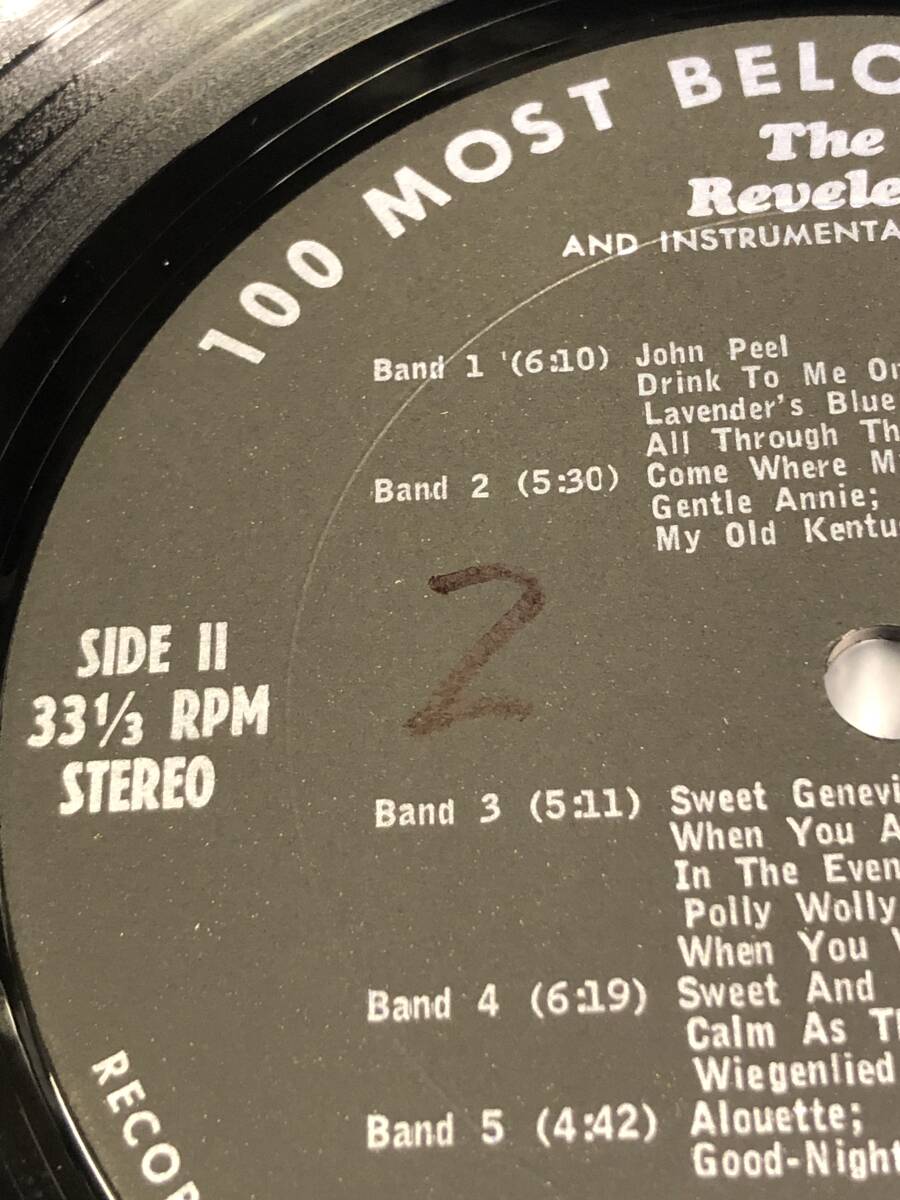 100 MOST BELO
The
Revele
AND INSTRUMENTA
Band 1 (6:10) John Peel
Drink To Me On
Lavender's Blue
All Through Th
Band 2 (5:30) Come Where M
Gentle Annie;
My Old Kentu
2
SIDE II
33⅓ RPM
STEREO
Band 3 (5:11) Sweet Genevi
When You A
In The Even
Polly Wolly
When You
Band 4 (6:19) Sweet And
Calm As Th
Wiegenlied
Band 5 (4:42) Alouette;
Good-Night
RECOR